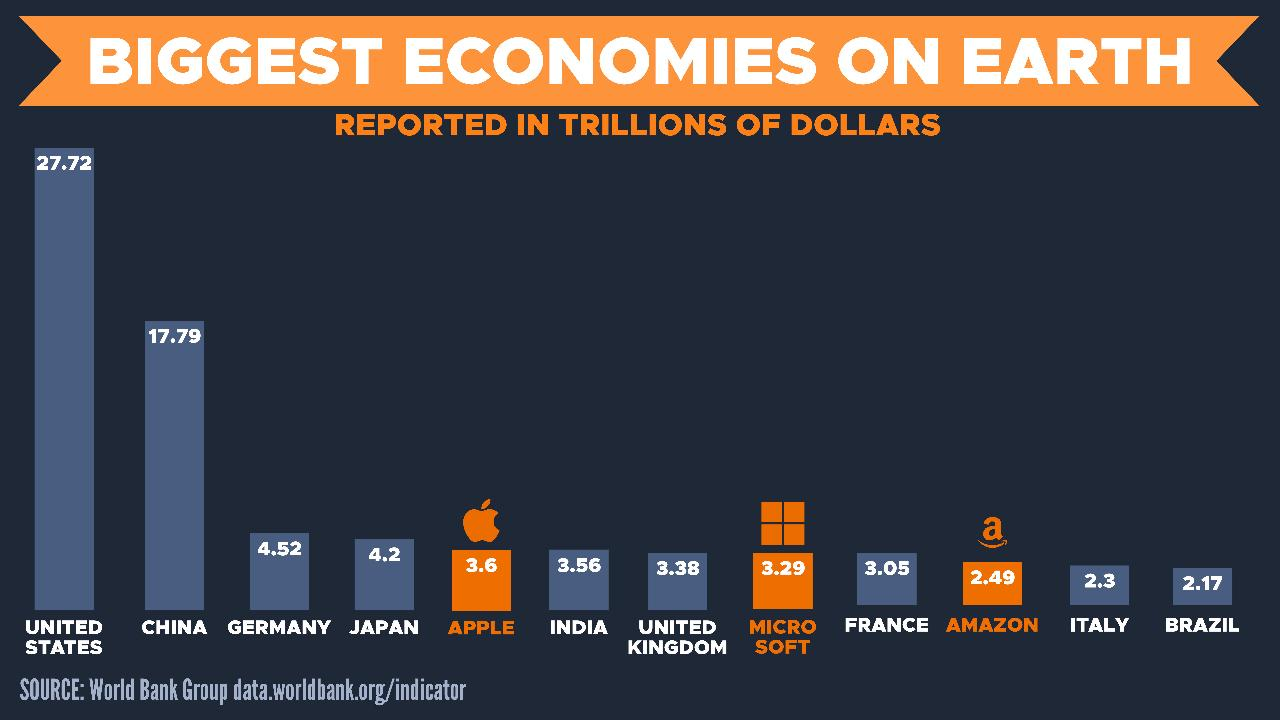 BIGGEST ECONOMIES ON EARTH
REPORTED IN TRILLIONS OF DOLLARS
27.72
17.79
4.52
4.2
3.6
3.56
3.38
3.29
3.05
a
2.49
2.3
2.17
UNITED
STATES
CHINA
GERMANY
JAPAN
APPLE
INDIA
UNITED
KINGDOM
MICRO
SOFT
FRANCE
AMAZON
ITALY
BRAZIL
SOURCE: World Bank Group data.worldbank.org/indicator